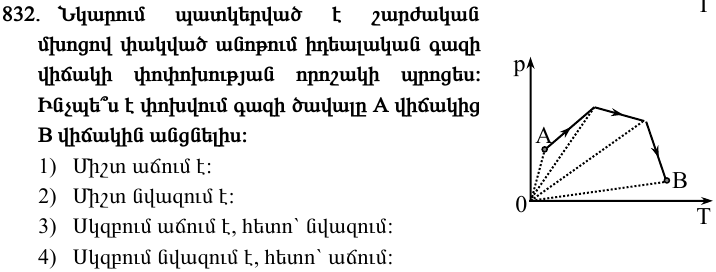 832. Նկարում պատկերված է շարժական
մխոցով փակված անոթում իդեալական գազի
վիճակի փոփոխության որոշակի պրոցես:
Ինչպե՞ս է փոխվում գազի ծավալը A վիճակից
B վիճակին անցնելիս:
1) Միշտ աճում է:
2) Միշտ նվազում է:
3) Սկզբում աճում է, հետո՝ նվազում:
4) Սկզբում նվազում է, հետո՝ աճում:
p
A
B
0
T